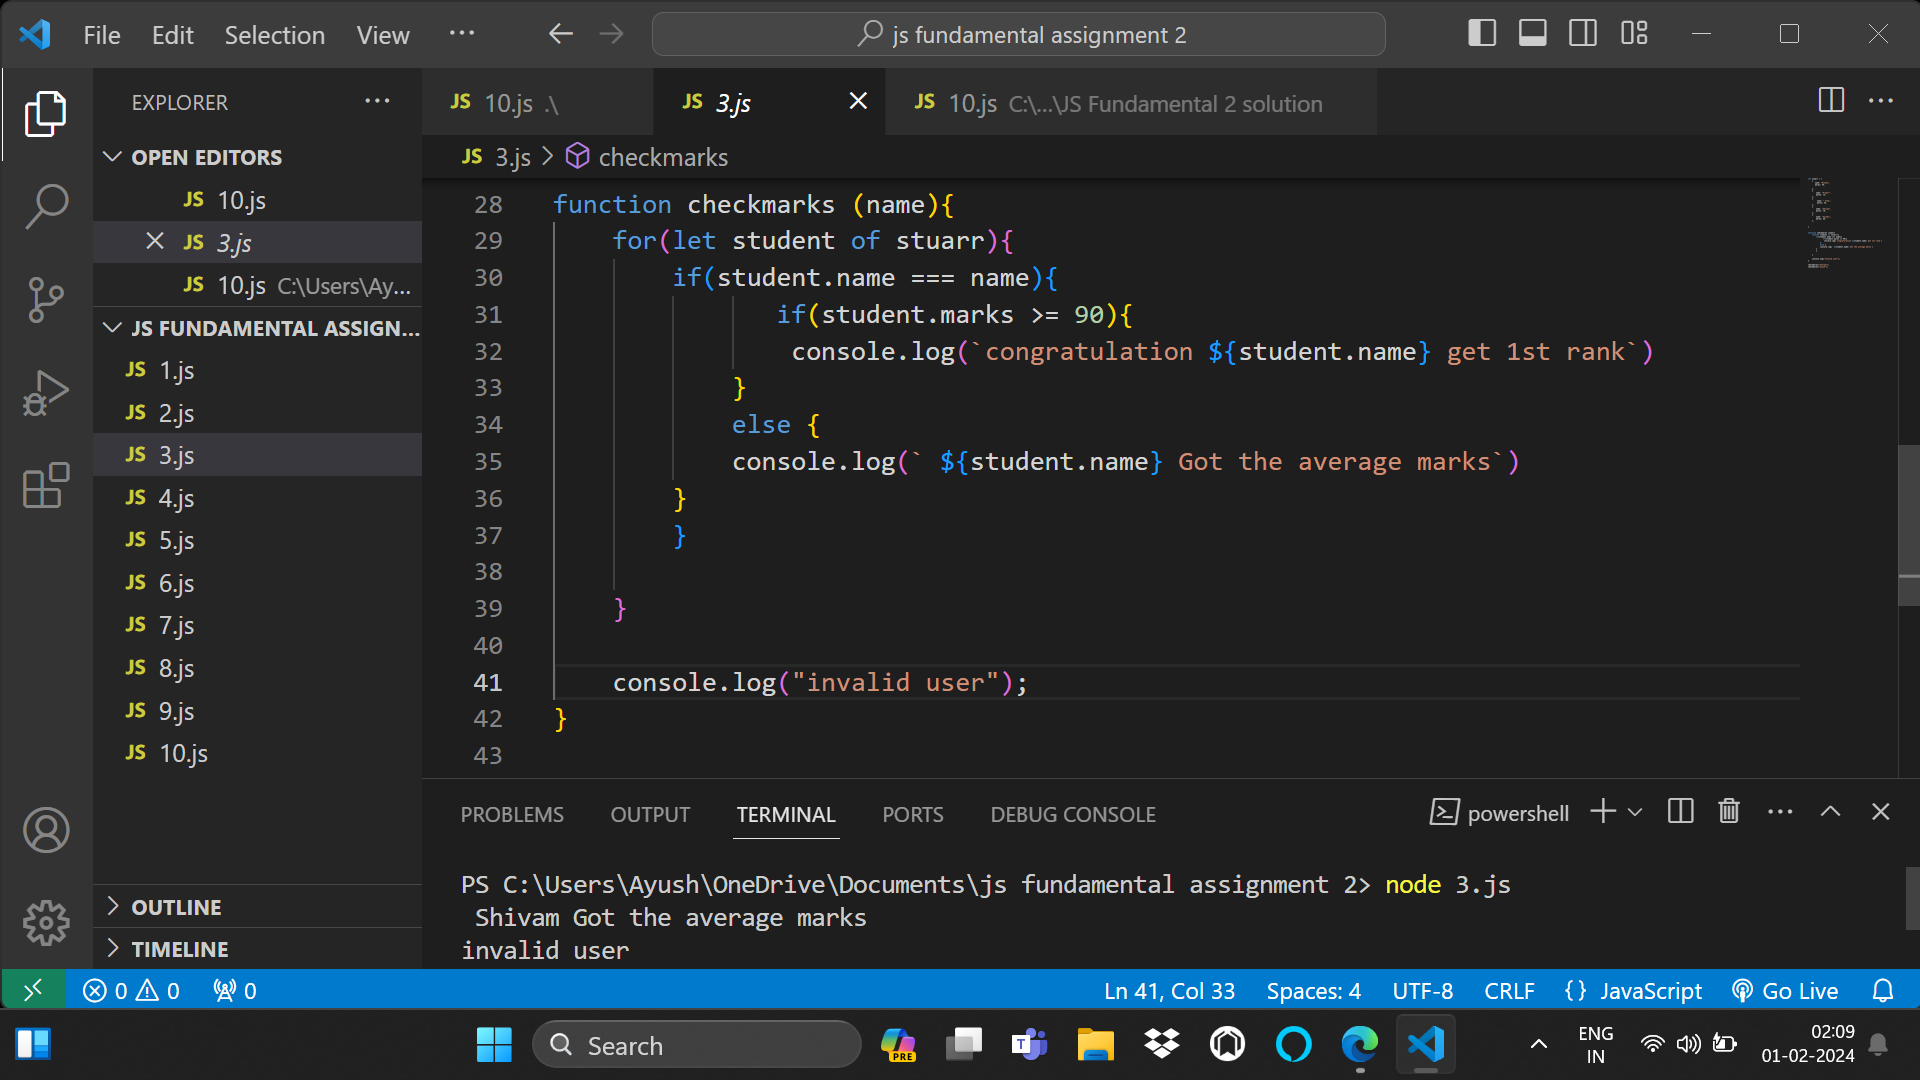 File Edit Selection View ···
js fundamental assignment 2
EXPLORER ···
JS 10.js .\
JS 3.js
JS 10.js C:\...\JS Fundamental 2 solution
JS 3.js > checkmarks
OPEN EDITORS
JS 10.js
JS 3.js
JS 10.js C:\Users\Ay...
JS FUNDAMENTAL ASSIGN...
JS 1.js
JS 2.js
JS 3.js
JS 4.js
JS 5.js
JS 6.js
JS 7.js
JS 8.js
JS 9.js
JS 10.js
OUTLINE
TIMELINE
28 function checkmarks (name){
29 for(let student of stuarr){
30 if(student.name === name){
31 if(student.marks >= 90){
32 console.log(`congratulation ${student.name} get 1st rank`)
33 }
34 else {
35 console.log(` ${student.name} Got the average marks`)
36 }
37 }
38
39 }
40
41 console.log("invalid user");
42 }
43
PROBLEMS OUTPUT TERMINAL PORTS DEBUG CONSOLE
powershell
PS C:\Users\Ayush\OneDrive\Documents\js fundamental assignment 2> node 3.js
Shivam Got the average marks
invalid user
0 0 0
Ln 41, Col 33 Spaces: 4 UTF-8 CRLF {} JavaScript Go Live
Search
PRE
T
ENG
IN
02:09
01-02-2024